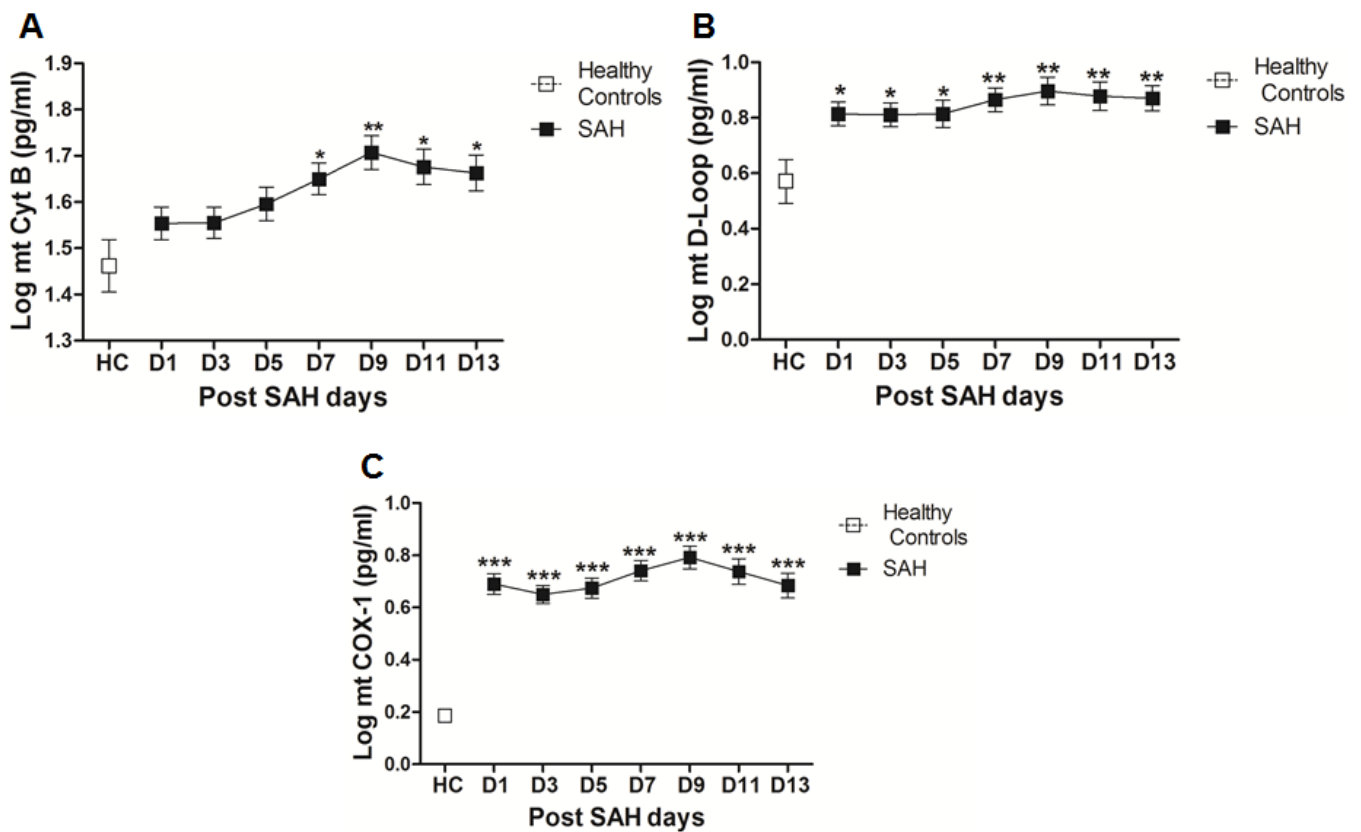 A
Log mt Cyt B (pg/ml)
1.9
1.8
1.7
1.6
1.5
1.4
1.3
* ** * *
HC D1 D3 D5 D7 D9 D11 D13
Post SAH days
Healthy
Controls
SAH
B
Log mt D-Loop (pg/ml)
1.0
0.8
0.6
0.4
0.2
0.0
* * * ** ** ** **
HC D1 D3 D5 D7 D9 D11 D13
Post SAH days
Healthy
Controls
SAH
C
Log mt COX-1 (pg/ml)
1.0
0.8
0.6
0.4
0.2
0.0
*** *** *** *** *** *** ***
HC D1 D3 D5 D7 D9 D11 D13
Post SAH days
Healthy
Controls
SAH